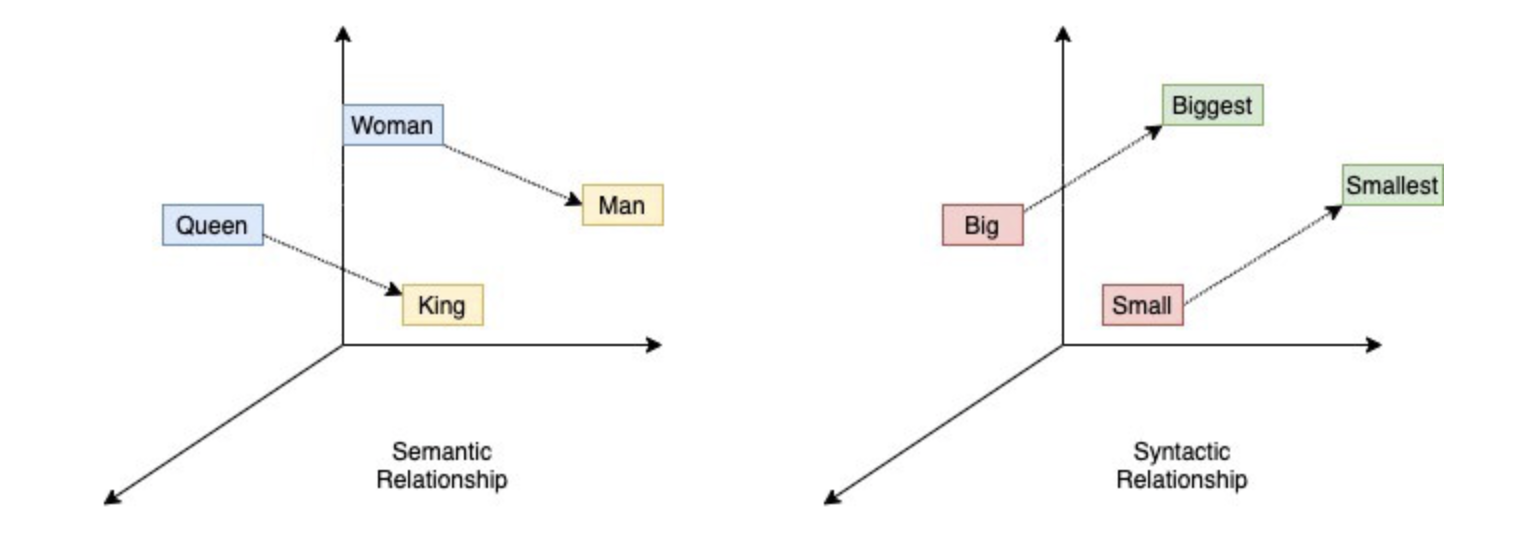 Woman
Man
Queen
King
Semantic
Relationship
Biggest
Smallest
Big
Small
Syntactic
Relationship